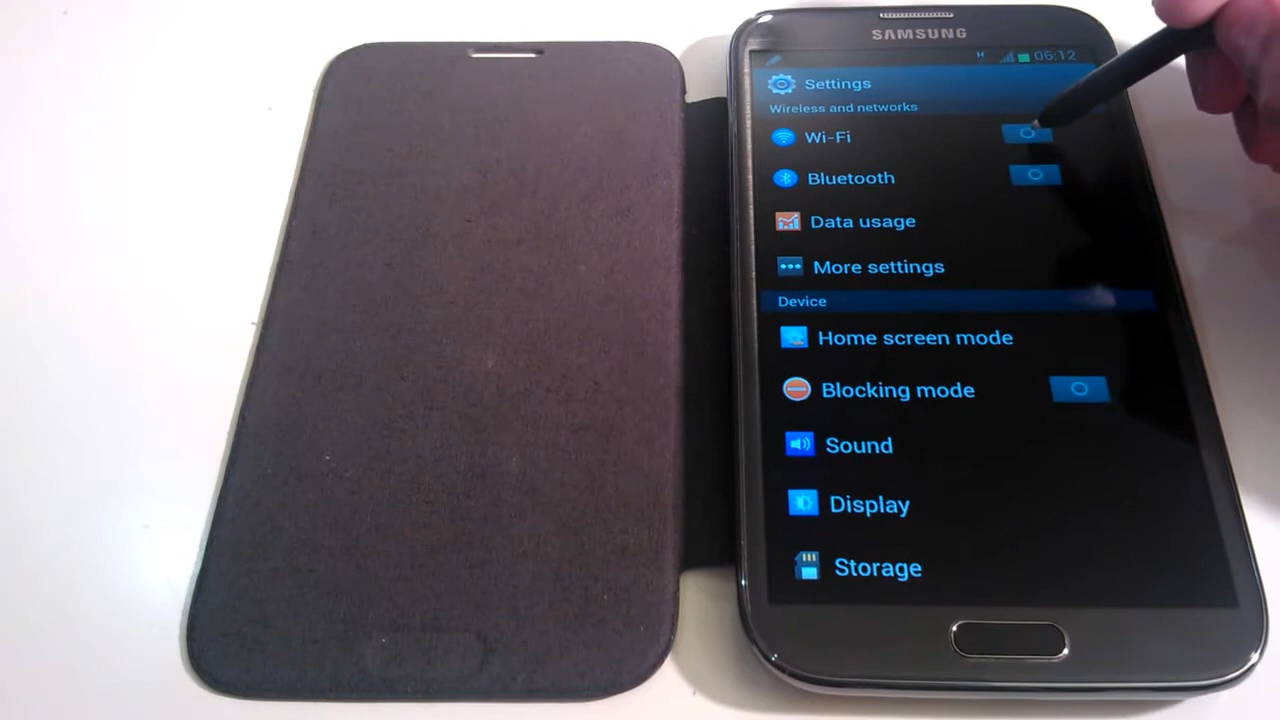 SAMSUNG
06:12
Settings
Wireless and networks
Wi-Fi
Bluetooth
Data usage
More settings
Device
Home screen mode
Blocking mode
Sound
Display
Storage